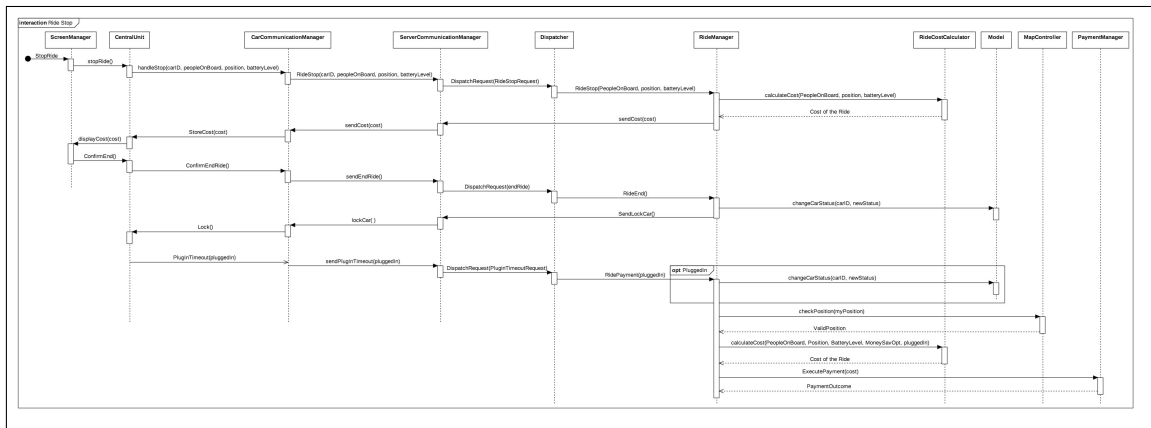 interaction Ride Stop
ScreenManager
CentralUnit
CarCommunicationManager
ServerCommunicationManager
Dispatcher
RideManager
RideCostCalculator
Model
MapController
PaymentManager
StopRide
stopRide()
handleStop(carID, peopleOnBoard, position, batteryLevel)
RideStop(carID, peopleOnBoard, position, batteryLevel)
DispatchRequest(RideStopRequest)
RideStop(PeopleOnBoard, position, batteryLevel)
calculateCost(PeopleOnBoard, position, batteryLevel)
Cost of the Ride
sendCost(cost)
sendCost(cost)
StoreCost(cost)
displayCost(cost)
ConfirmEnd()
ConfirmEndRide()
sendEndRide()
DispatchRequest(endRide)
RideEnd()
changeCarStatus(carID, newStatus)
SendLockCar()
lockCar( )
Lock()
PluginTimeout(pluggedIn)
sendPluginTimeout(pluggedIn)
DispatchRequest(PluginTimeoutRequest)
RidePayment(pluggedIn)
opt PluggedIn
changeCarStatus(carID, newStatus)
checkPosition(myPosition)
ValidPosition
calculateCost(PeopleOnBoard, Position, BatteryLevel, MoneySavOpt, pluggedIn)
Cost of the Ride
ExecutePayment(cost)
PaymentOutcome